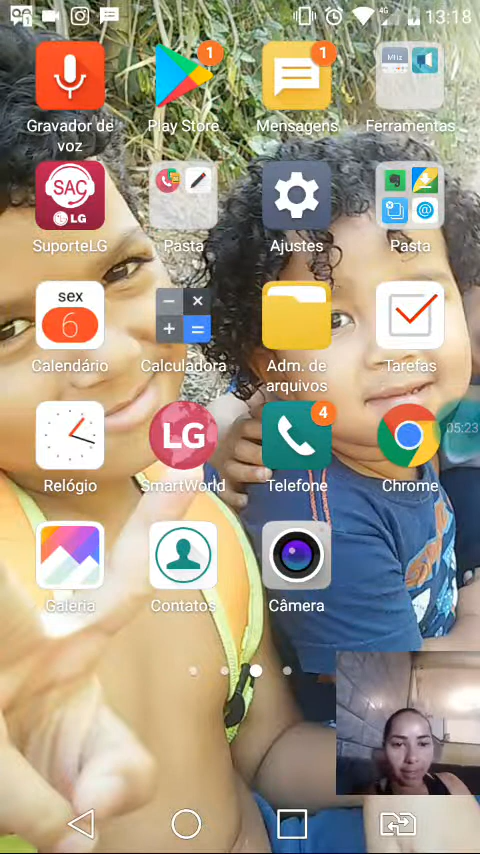 4G
13:18
1
1
Gravador de
voz
Play Store
Mensagens
Ferramentas
SAC
LG
SuporteLG
Pasta
Ajustes
Pasta
sex
6
Calendário
Calculadora
Adm. de
arquivos
Tarefas
LG
4
05:23
Relógio
SmartWorld
Telefone
Chrome
Galeria
Contatos
Câmera